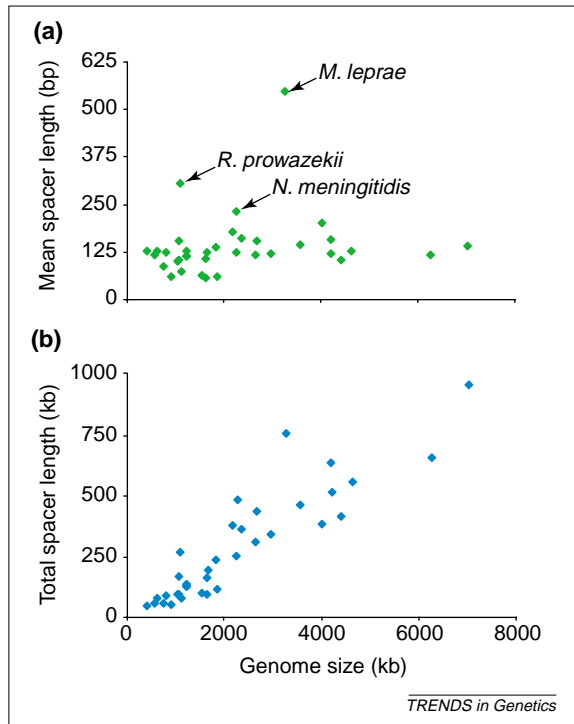 (a)
Mean spacer length (bp)
625
500
375
250
125
0
M. leprae
R. prowazekii
N. meningitidis
(b)
Total spacer length (kb)
1000
750
500
250
0
0 2000 4000 6000 8000
Genome size (kb)
TRENDS in Genetics